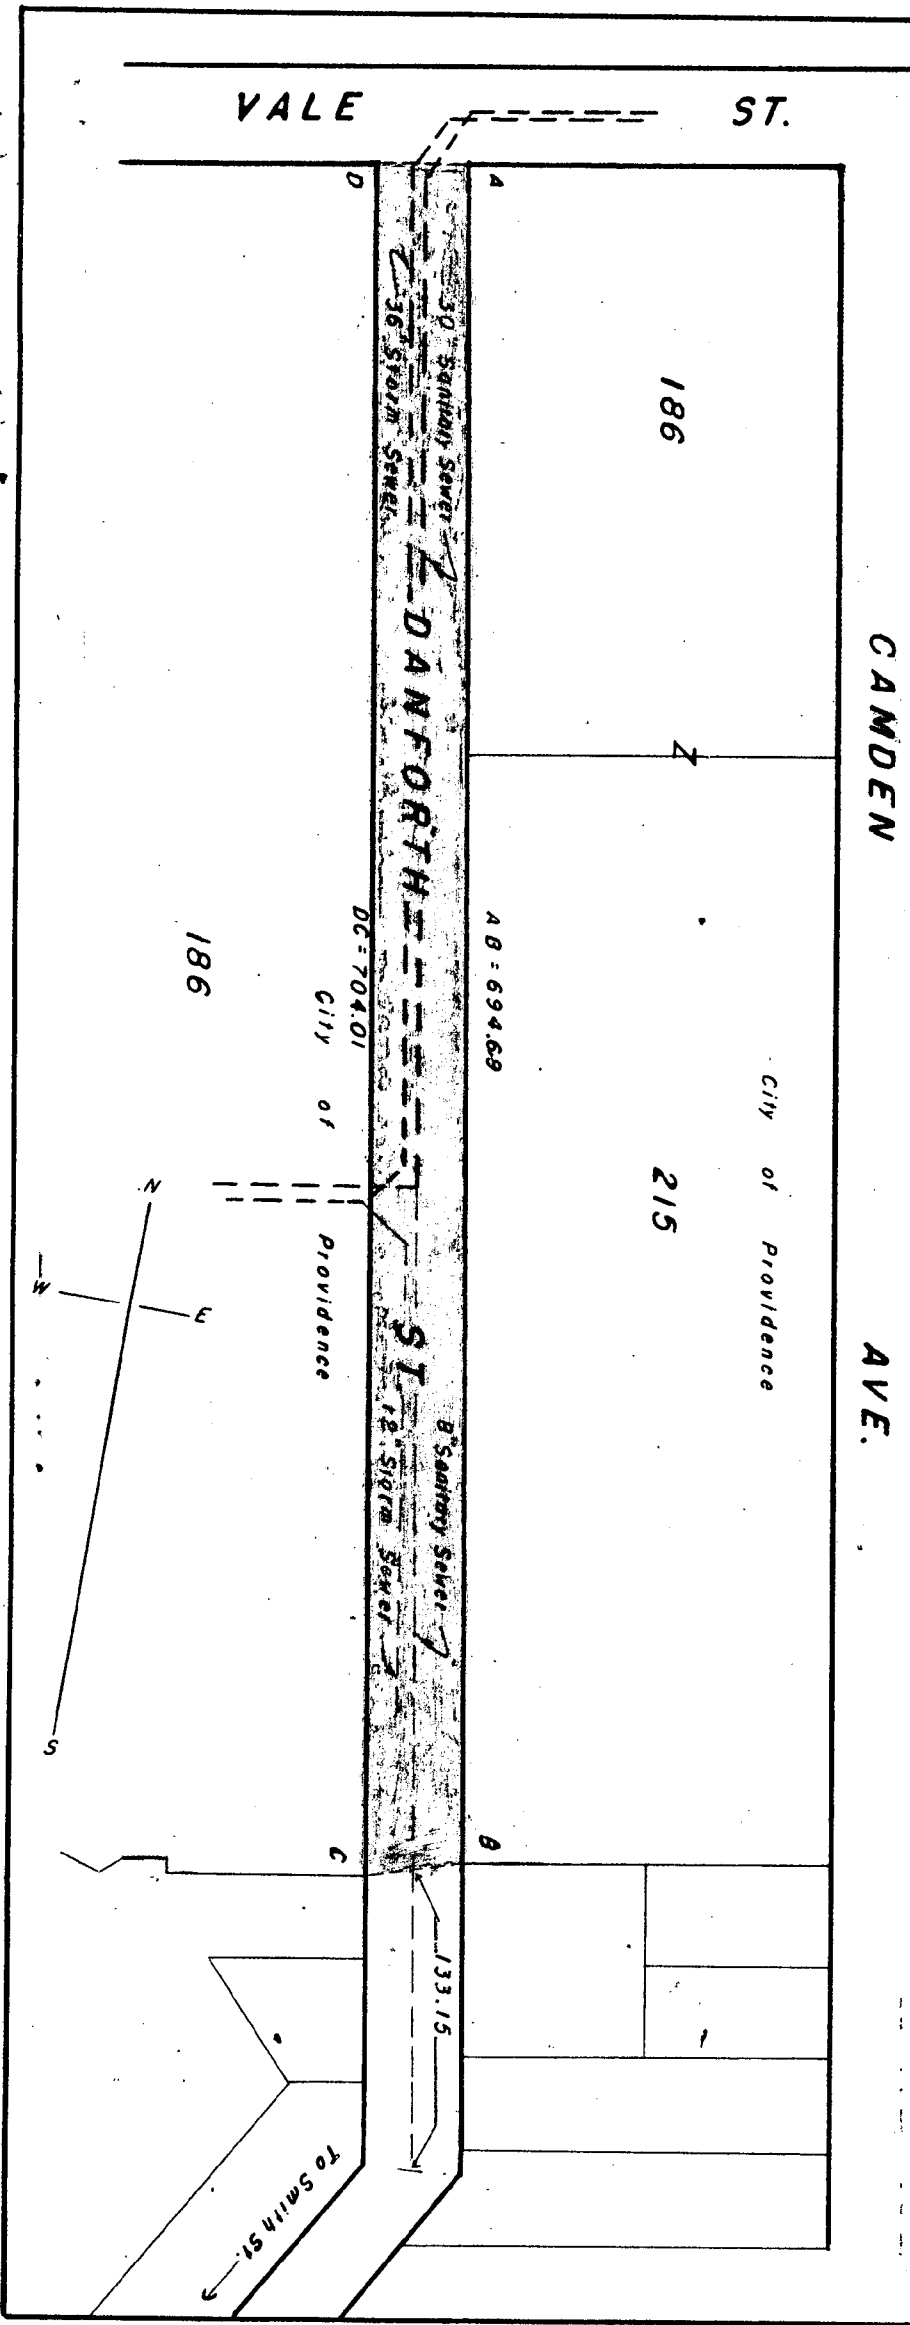 VALE ST.
D
A
30" Sanitary Sewer
36" Storm Sewer
186
CAMDEN AVE.
Z
DANFORTH ST
AB = 694.68
DC = 704.01
186
City of Providence
City of Providence
215
N
W
E
S
8" Sanitary Sewer
12" Storm Sewer
C
B
133.15
To Smith St.